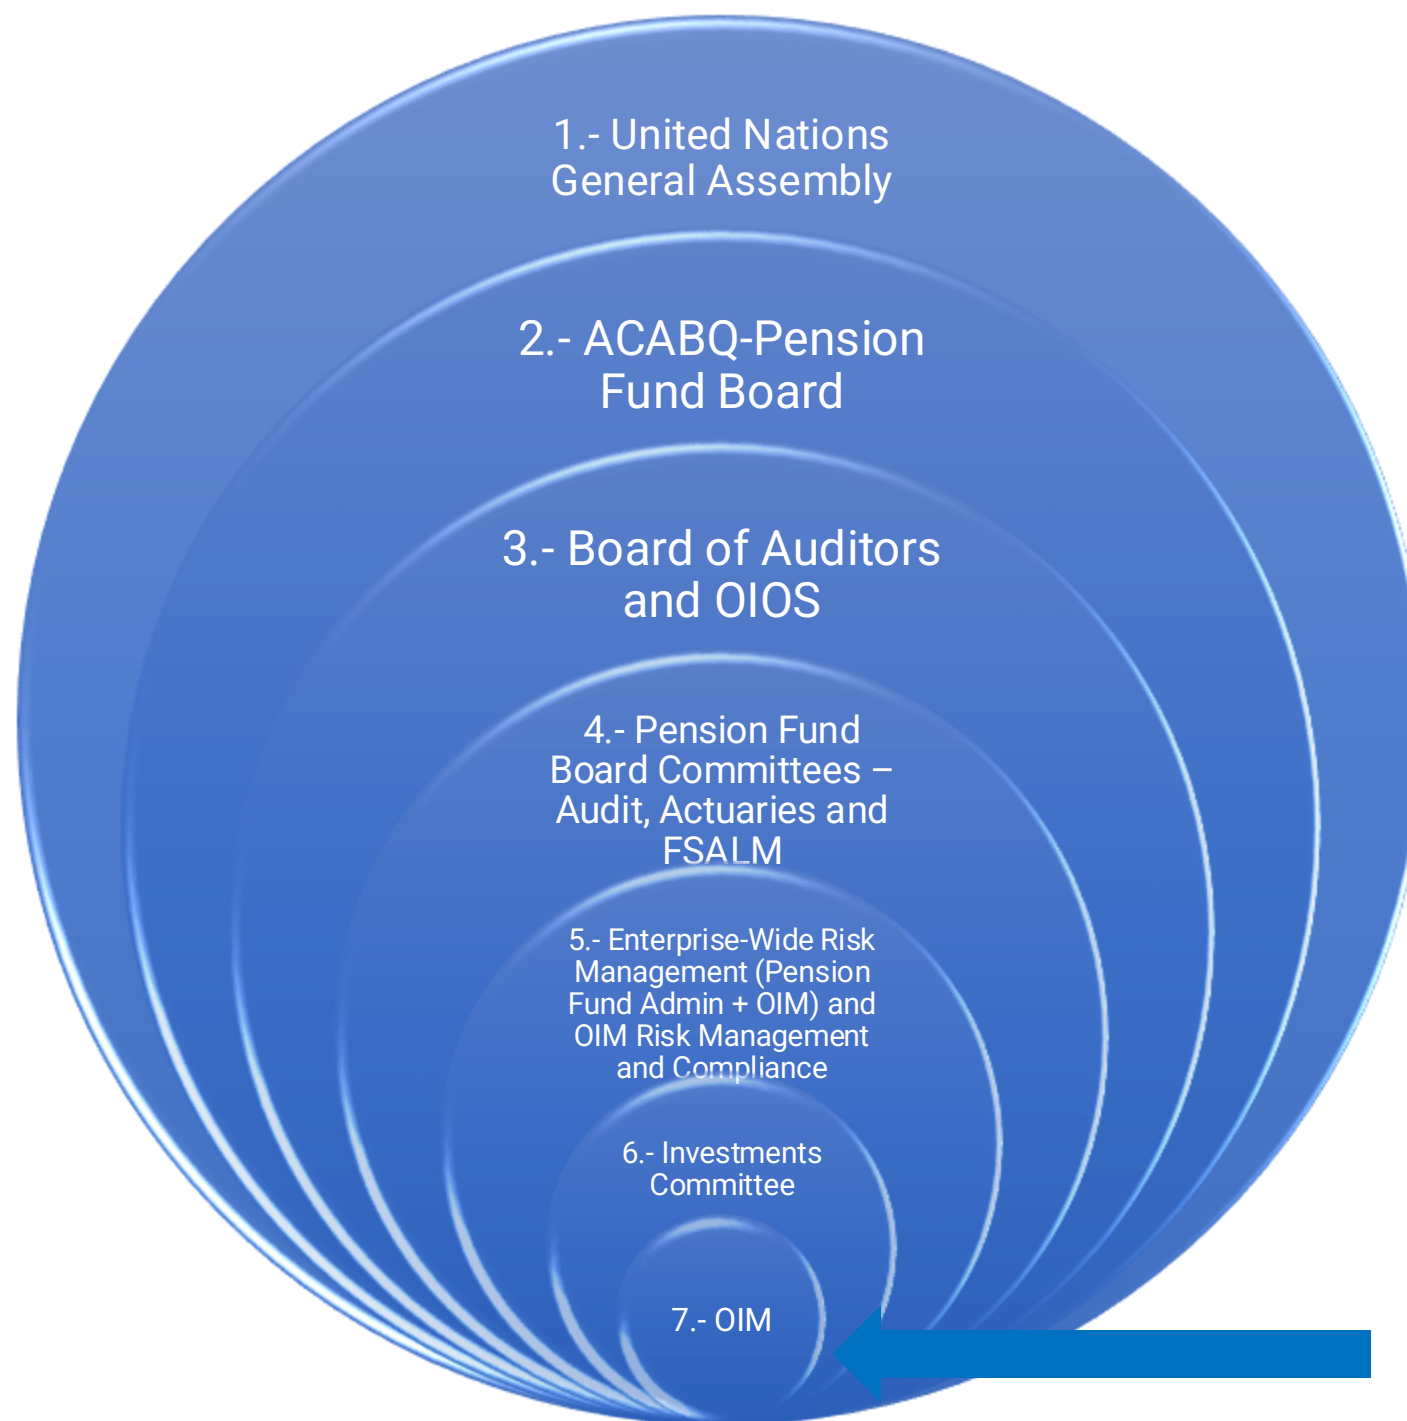 1.- United Nations
General Assembly
2.- ACABQ-Pension
Fund Board
3.- Board of Auditors
and OIOS
4.- Pension Fund
Board Committees –
Audit, Actuaries and
FSALM
5.- Enterprise-Wide Risk
Management (Pension
Fund Admin + OIM) and
OIM Risk Management
and Compliance
6.- Investments
Committee
7.- OIM